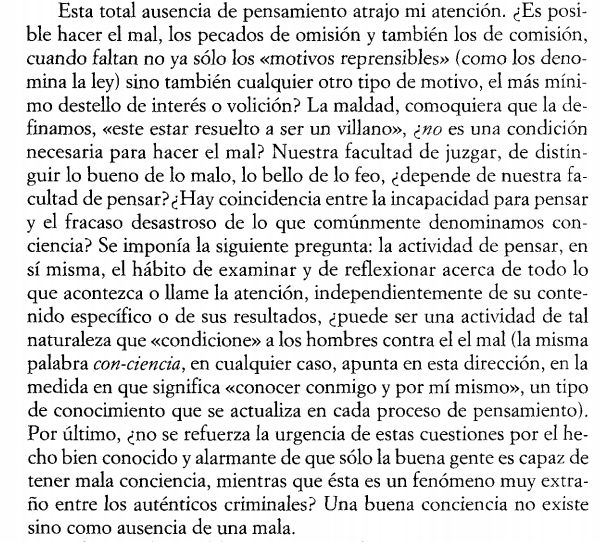 Esta total ausencia de pensamiento atrajo mi atención. ¿Es posi-
ble hacer el mal, los pecados de omisión y también los de comisión,
cuando faltan no ya sólo los «motivos reprensibles» (como los deno-
mina la ley) sino también cualquier otro tipo de motivo, el más míni-
mo destello de interés o volición? La maldad, comoquiera que la de-
finamos, «este estar resuelto a ser un villano», ¿no es una condición
necesaria para hacer el mal? Nuestra facultad de juzgar, de distin-
guir lo bueno de lo malo, lo bello de lo feo, ¿depende de nuestra fa-
cultad de pensar?¿Hay coincidencia entre la incapacidad para pensar
y el fracaso desastroso de lo que comúnmente denominamos con-
ciencia? Se imponía la siguiente pregunta: la actividad de pensar, en
sí misma, el hábito de examinar y de reflexionar acerca de todo lo
que acontezca o llame la atención, independientemente de su conte-
nido específico o de sus resultados, ¿puede ser una actividad de tal
naturaleza que «condicione» a los hombres contra el el mal (la misma
palabra con-ciencia, en cualquier caso, apunta en esta dirección, en la
medida en que significa «conocer conmigo y por mí mismo», un tipo
de conocimiento que se actualiza en cada proceso de pensamiento).
Por último, ¿no se refuerza la urgencia de estas cuestiones por el he-
cho bien conocido y alarmante de que sólo la buena gente es capaz de
tener mala conciencia, mientras que ésta es un fenómeno muy extra-
ño entre los auténticos criminales? Una buena conciencia no existe
sino como ausencia de una mala.